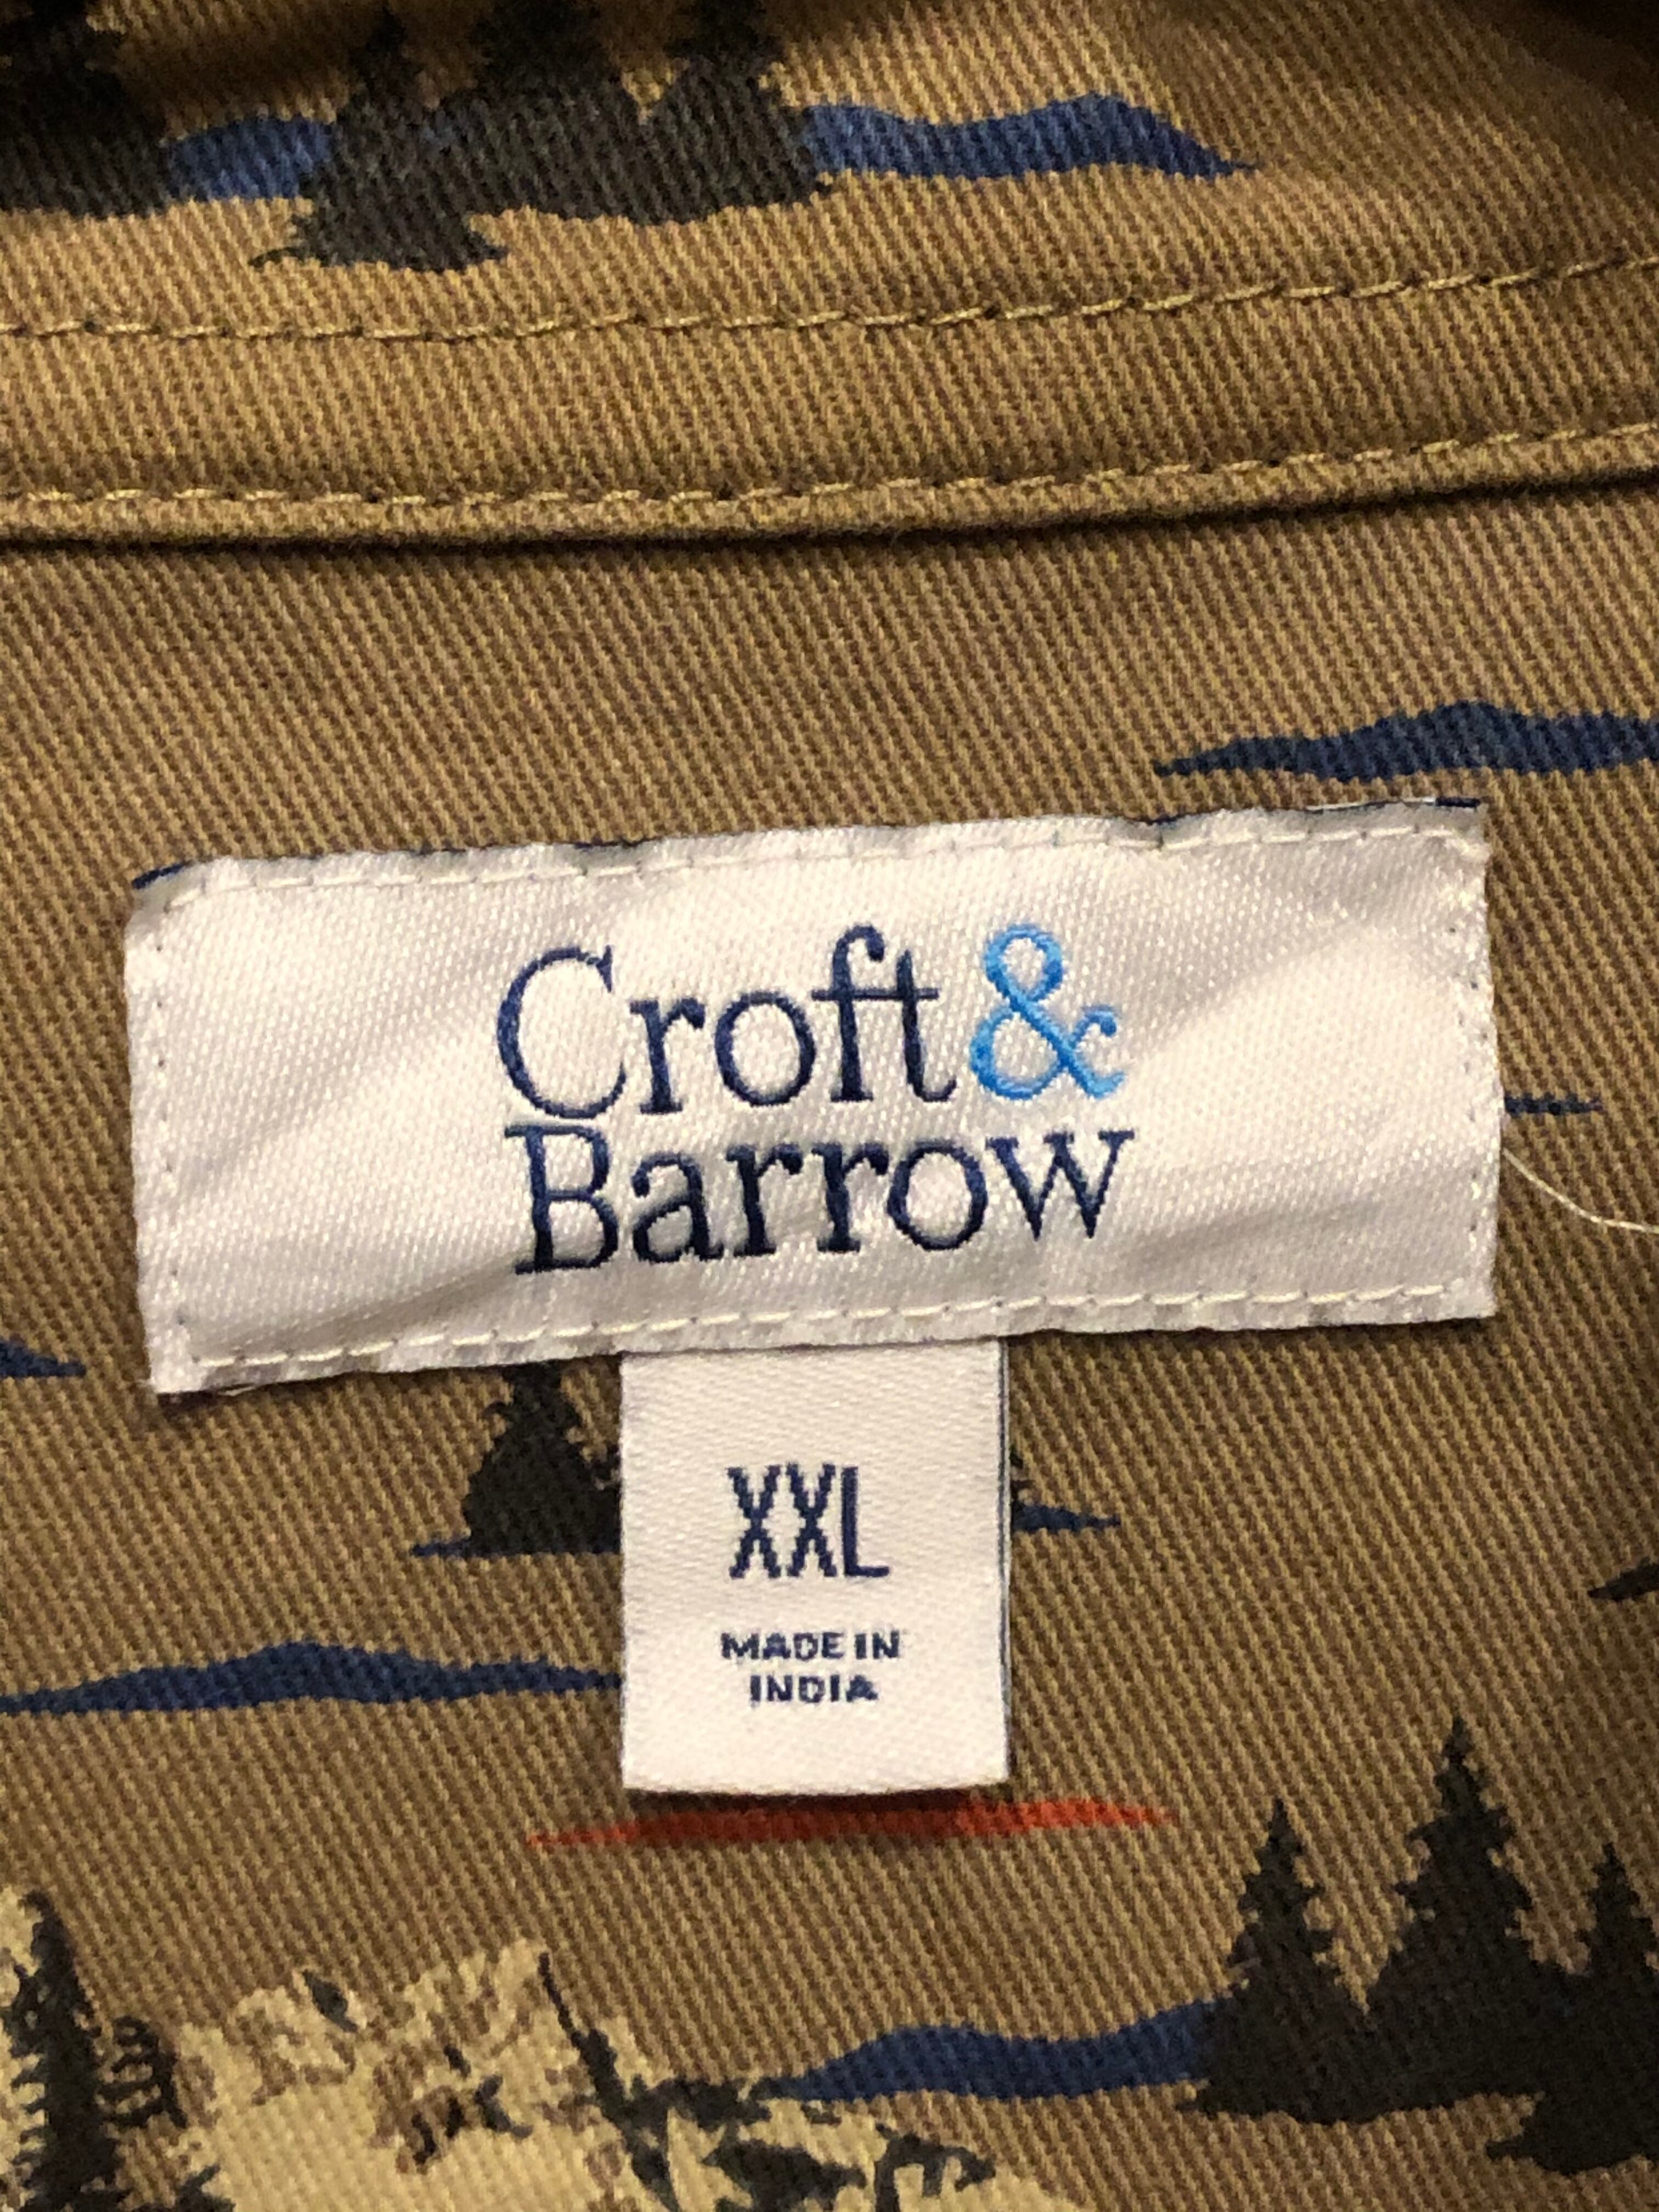 Croft &
Barrow
XXL
MADE IN
INDIA